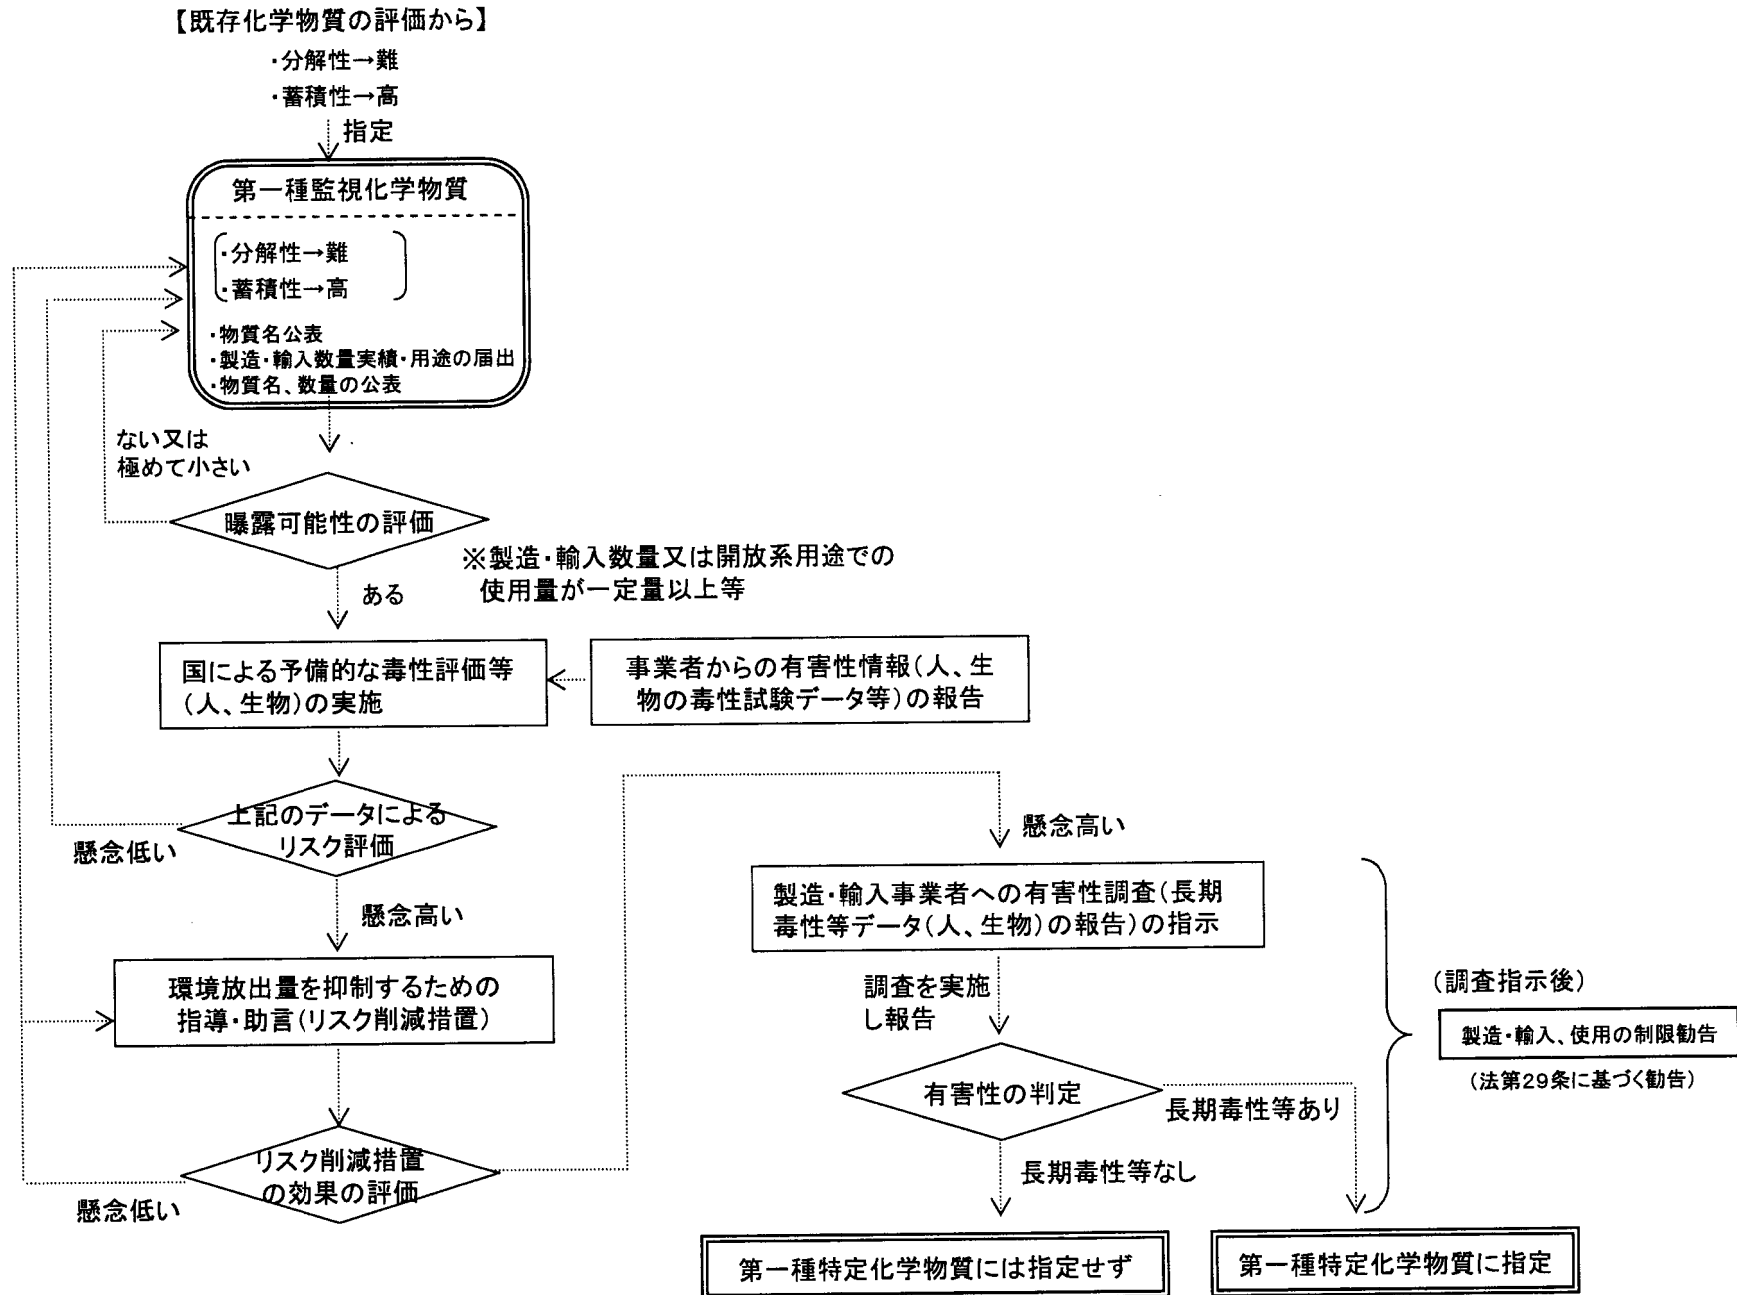 【既存化学物質の評価から】
・分解性→難
・蓄積性→高
指定
第一種監視化学物質
・分解性→難
・蓄積性→高
・物質名公表
・製造・輸入数量実績・用途の届出
・物質名、数量の公表
ない又は
極めて小さい
曝露可能性の評価
※製造・輸入数量又は開放系用途での
使用量が一定量以上等
ある
国による予備的な毒性評価等
(人、生物)の実施
事業者からの有害性情報(人、生
物の毒性試験データ等)の報告
上記のデータによる
リスク評価
懸念低い
懸念高い
環境放出量を抑制するための
指導・助言(リスク削減措置)
リスク削減措置
の効果の評価
懸念低い
懸念高い
製造・輸入事業者への有害性調査(長期
毒性等データ(人、生物)の報告)の指示
調査を実施
し報告
有害性の判定
長期毒性等あり
長期毒性等なし
(調査指示後)
製造・輸入、使用の制限勧告
(法第29条に基づく勧告)
第一種特定化学物質には指定せず
第一種特定化学物質に指定